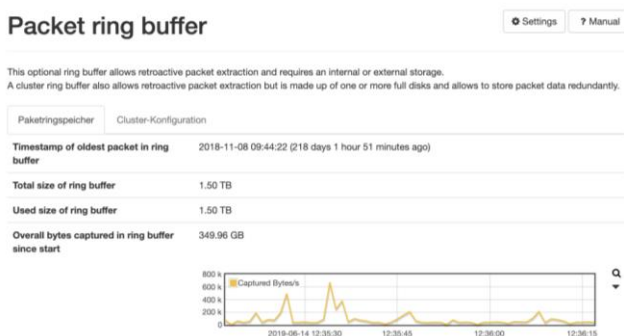 Packet ring buffer
Settings
? Manual
This optional ring buffer allows retroactive packet extraction and requires an internal or external storage.
A cluster ring buffer also allows retroactive packet extraction but is made up of one or more full disks and allows to store packet data redundantly.
Paketringspeicher
Cluster-Konfiguration
Timestamp of oldest packet in ring
buffer
2018-11-08 09:44:22 (218 days 1 hour 51 minutes ago)
Total size of ring buffer
1.50 TB
Used size of ring buffer
1.50 TB
Overall bytes captured in ring buffer
since start
349.96 GB
800 k
600 k
400 k
200 k
0
Captured Bytes/s
2019-06-14 12:35:30
12:35:45
12:36:00
12:36:15